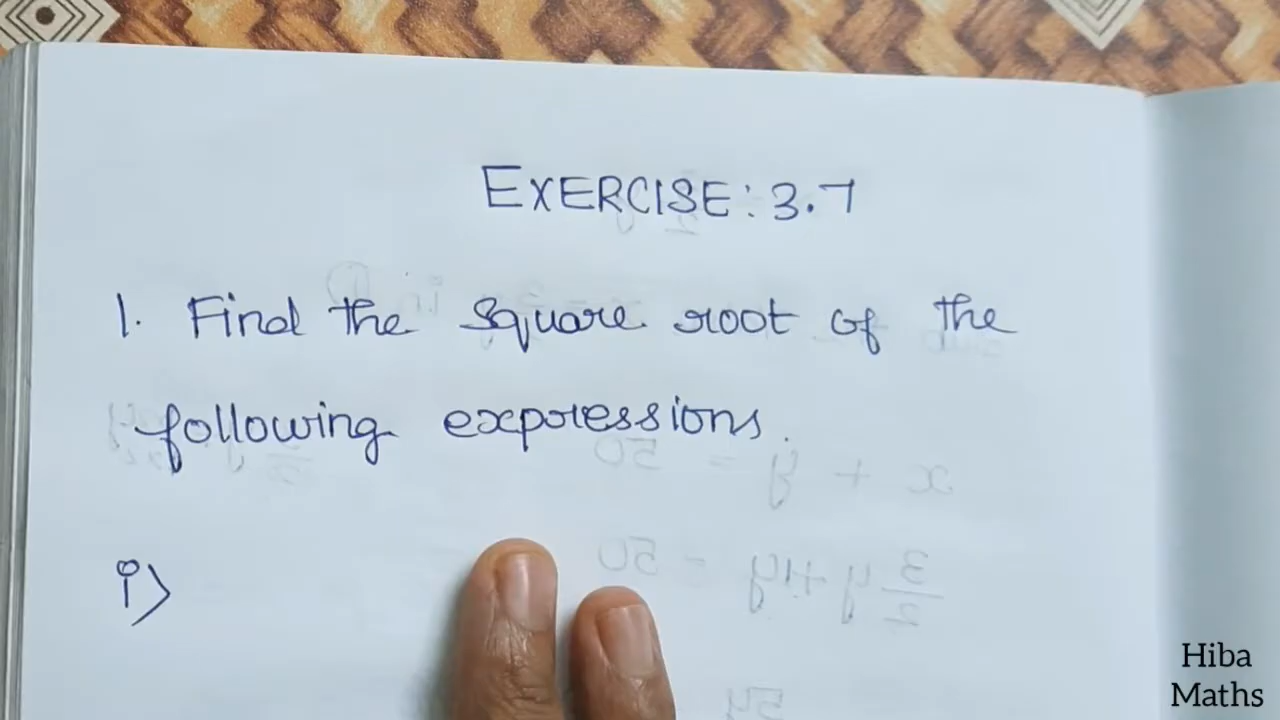 EXERCISE: 3.7
1. Find the square root of the
following expressions.
i)
Hiba
Maths